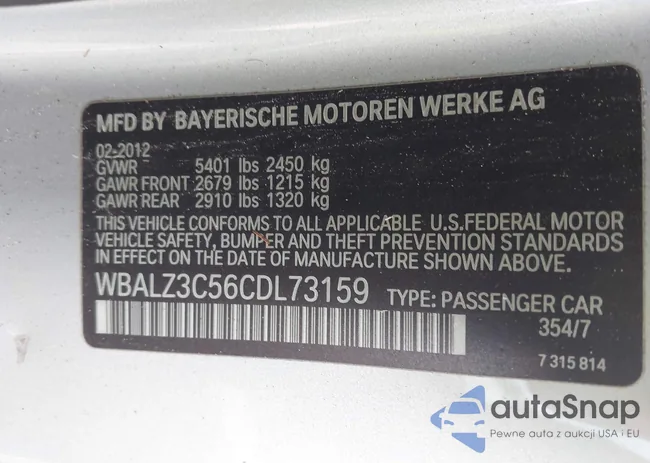 MFD BY BAYERISCHE MOTOREN WERKE AG
02-2012
GVWR 5401 lbs 2450 kg
GAWR FRONT 2679 lbs 1215 kg
GAWR REAR 2910 lbs 1320 kg
THIS VEHICLE CONFORMS TO ALL APPLICABLE U.S.FEDERAL MOTOR
VEHICLE SAFETY, BUMPER AND THEFT PREVENTION STANDARDS
IN EFFECT ON THE DATE OF MANUFACTURE SHOWN ABOVE.
WBALZ3C56CDL73159 TYPE: PASSENGER CAR
354/7
7 315 814
autaSnap
Pewne auta z aukcji USA i EU